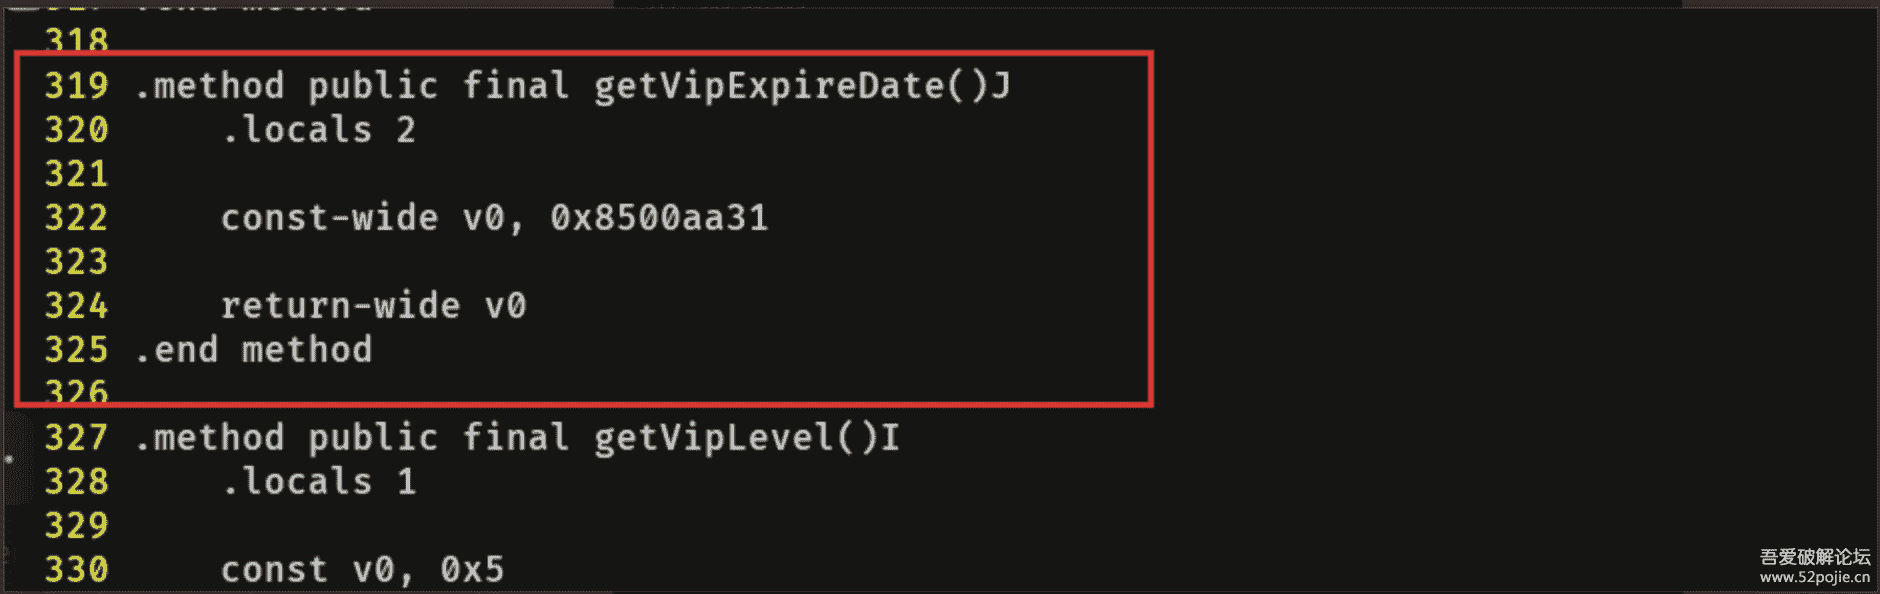 318
319 .method public final getVipExpireDate()J
320 .locals 2
321
322 const-wide v0, 0x8500aa31
323
324 return-wide v0
325 .end method
326
327 .method public final getVipLevel()I
328 .locals 1
329
330 const v0, 0x5
吾爱破解论坛
www.52pojie.cn